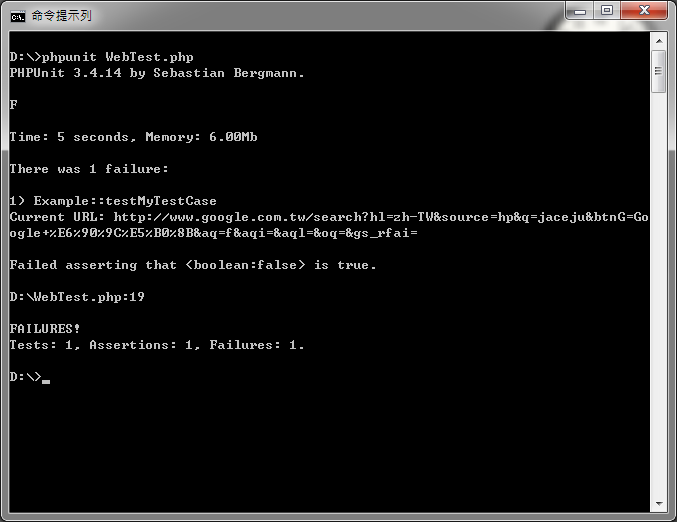 命令提示列
D:\>phpunit WebTest.php
PHPUnit 3.4.14 by Sebastian Bergmann.
F
Time: 5 seconds, Memory: 6.00Mb
There was 1 failure:
1) Example::testMyTestCase
Current URL: http://www.google.com.tw/search?hl=zh-TW&source=hp&q=jaceju&btnG=Go
ogle+%E6%90%9C%E5%B0%8B&aq=f&aqi=&aql=&oq=&gs_rfai=
Failed asserting that <boolean:false> is true.
D:\WebTest.php:19
FAILURES!
Tests: 1, Assertions: 1, Failures: 1.
D:\>